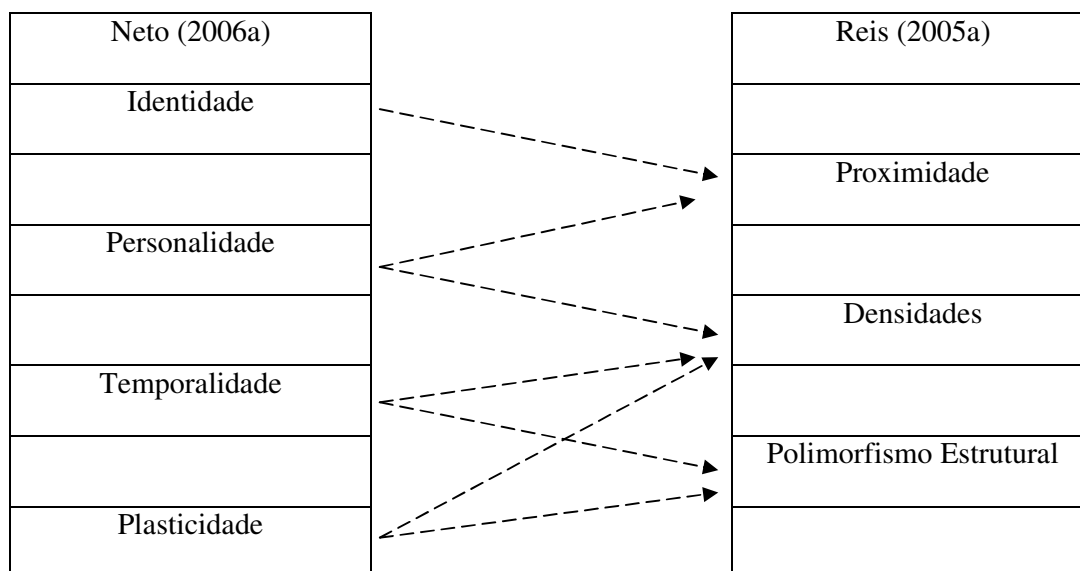 Neto (2006a)
Identidade
Personalidade
Temporalidade
Plasticidade
Reis (2005a)
Proximidade
Densidades
Polimorfismo Estrutural